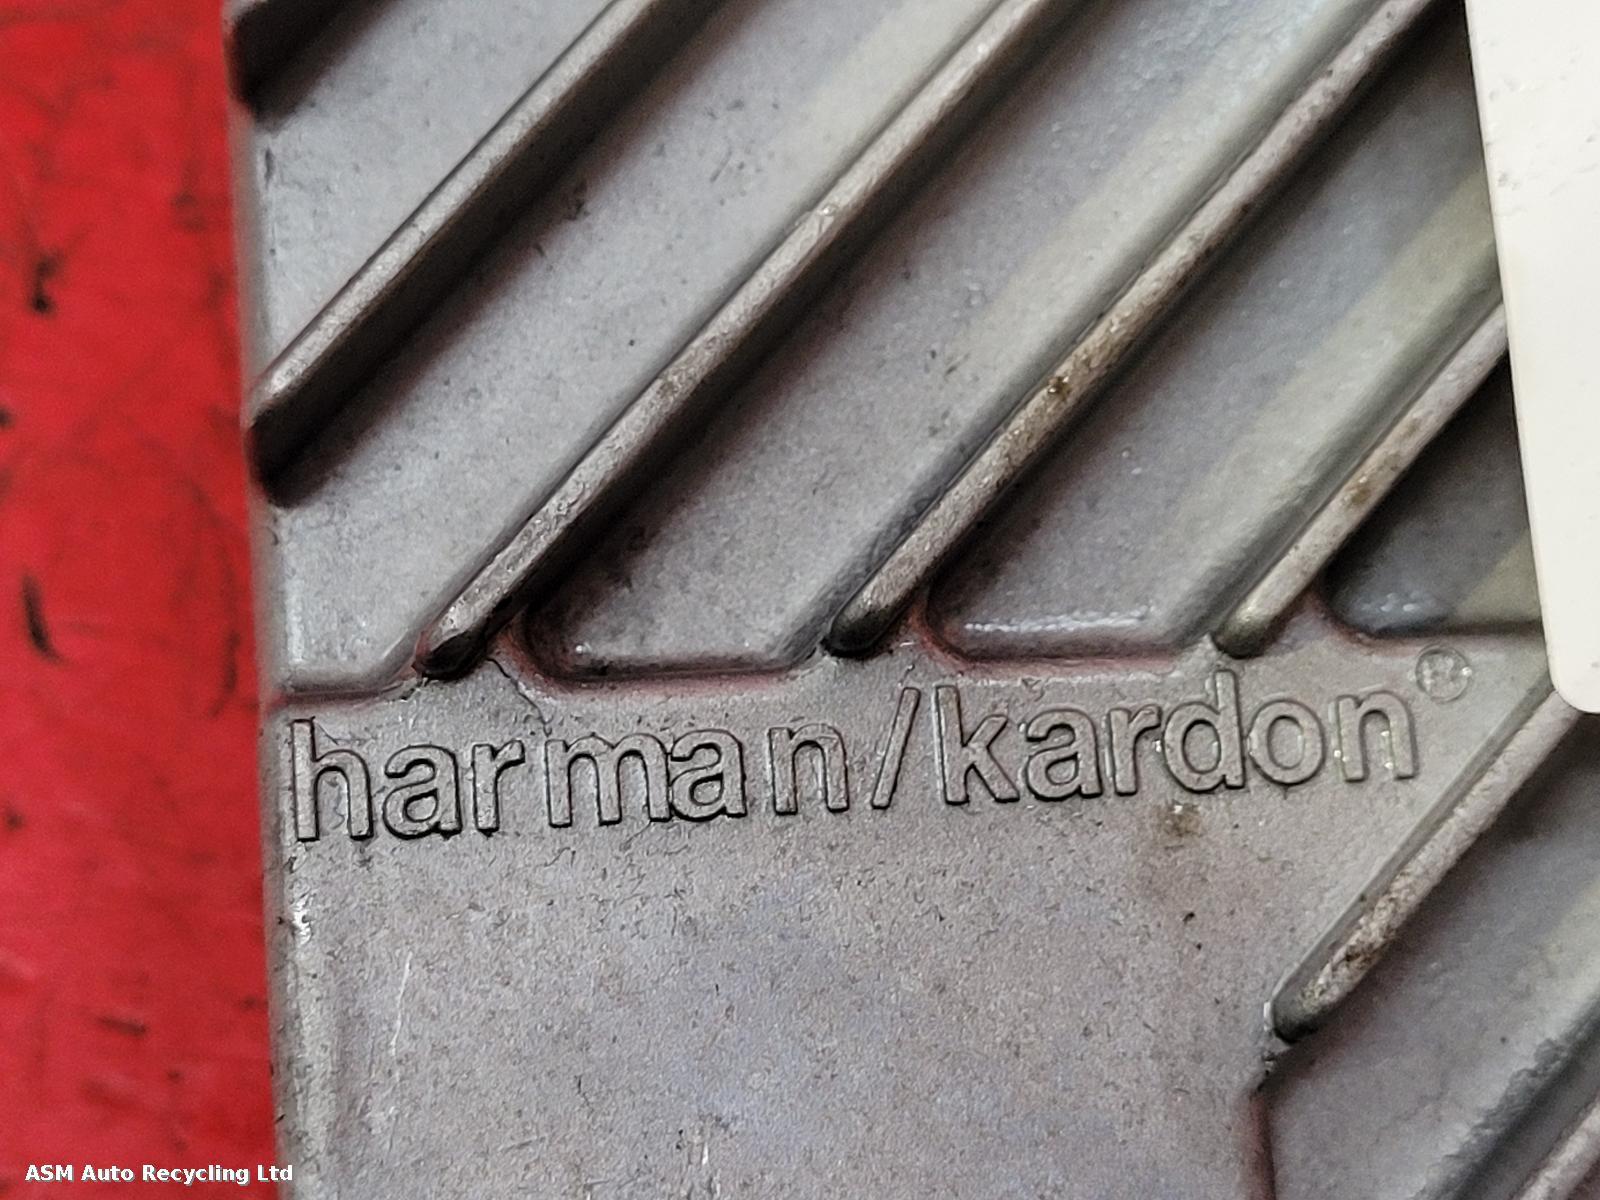 harman/kardon®
ASM Auto Recycling Ltd